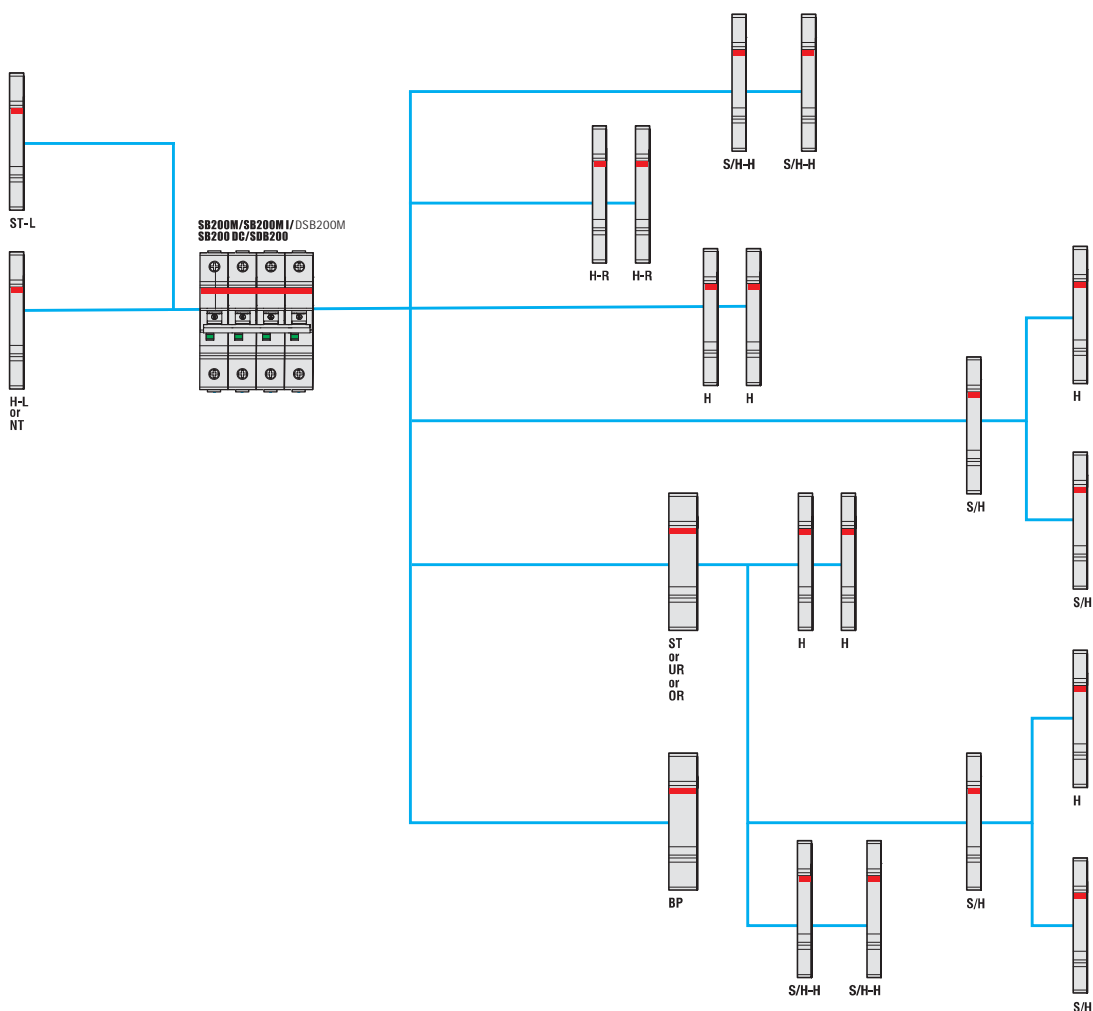 S/H-H
S/H-H
ST-L
H-R
H-R
SB200M/SB200M I/DSB200M
SB200 DC/SDB200
H-L
or
NT
H
H
H
S/H
S/H
ST
or
UR
or
OR
H
H
H
BP
S/H
S/H-H
S/H-H
S/H